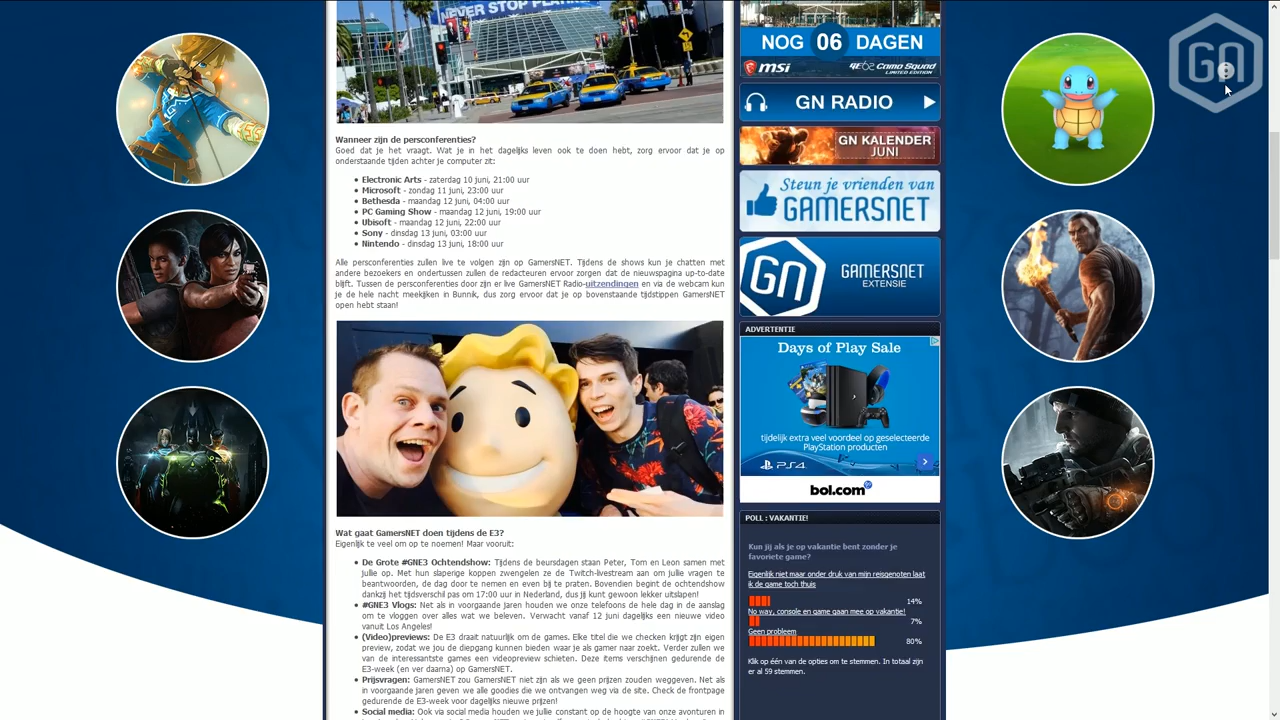 NEVER STOP PLAYING
Wanneer zijn de persconferenties?
Goed dat je het vraagt. Wat je in het dagelijks leven ook te doen hebt, zorg ervoor dat je op
onderstaande tijden achter je computer zit:
Electronic Arts - zaterdag 10 juni, 21:00 uur
Microsoft - zondag 11 juni, 23:00 uur
Bethesda - maandag 12 juni, 04:00 uur
PC Gaming Show - maandag 12 juni, 19:00 uur
Ubisoft - maandag 12 juni, 22:00 uur
Sony - dinsdag 13 juni, 03:00 uur
Nintendo - dinsdag 13 juni, 18:00 uur
Alle persconferenties zullen live te volgen zijn op GamersNET. Tijdens de shows kun je chatten met
andere bezoekers en ondertussen zullen de redacteuren ervoor zorgen dat de nieuwspagina up-to-date
blijft. Tussen de persconferenties door zijn er live GamersNET Radio-uitzendingen en via de webcam kun
je de hele nacht meekijken in Bunnik, dus zorg ervoor dat je op bovenstaande tijdstippen GamersNET
open hebt staan!
Wat gaat GamersNET doen tijdens de E3?
Eigenlijk te veel om op te noemen! Maar vooruit:
De Grote #GNE3 Ochtendshow: Tijdens de beursdagen staan Peter, Tom en Leon samen met
jullie op. Met hun slaperige koppen zwengelen ze de Twitch-livestream aan om jullie vragen te
beantwoorden, de dag door te nemen en even bij te praten. Bovendien begint de ochtendshow
dankzij het tijdsverschil pas om 17:00 uur in Nederland, dus jij kunt gewoon lekker uitslapen!
#GNE3 Vlogs: Net als in voorgaande jaren houden we onze telefoons de hele dag in de aanslag
om te vloggen over alles wat we beleven. Verwacht vanaf 12 juni dagelijks een nieuwe video
vanuit Los Angeles!
(Video)previews: De E3 draait natuurlijk om de games. Elke titel die we checken krijgt zijn eigen
preview, zodat we jou de diepgang kunnen bieden waar je als gamer naar zoekt. Verder zullen we
van de interessantste games een videopreview schieten. Deze items verschijnen gedurende de
E3-week (en ver daarna) op GamersNET.
Prijsvragen: GamersNET zou GamersNET niet zijn als we geen prijzen zouden weggeven. Net als
in voorgaande jaren geven we alle goodies die we ontvangen weg via de site. Check de frontpage
gedurende de E3-week voor dagelijks nieuwe prijzen!
Social media: Ook via social media houden we jullie constant op de hoogte van onze avonturen in
NOG 06 DAGEN
msi
GE62 Camo Squad
LIMITED EDITION
GN RADIO
GN KALENDER
JUNI
Steun je vrienden van
GAMERSNET
GN
GAMERSNET
EXTENSIE
ADVERTENTIE
Days of Play Sale
tijdelijk extra veel voordeel op geselecteerde
PlayStation producten
PS4
bol.com
POLL : VAKANTIE!
Kun jij als je op vakantie bent zonder je
favoriete game?
Eigenlijk niet maar onder druk van mijn reisgenoten laat
ik de game toch thuis
14%
No way, console en game gaan mee op vakantie!
7%
Geen probleem
80%
Klik op één van de opties om te stemmen. In totaal zijn
er al 59 stemmen.
GN